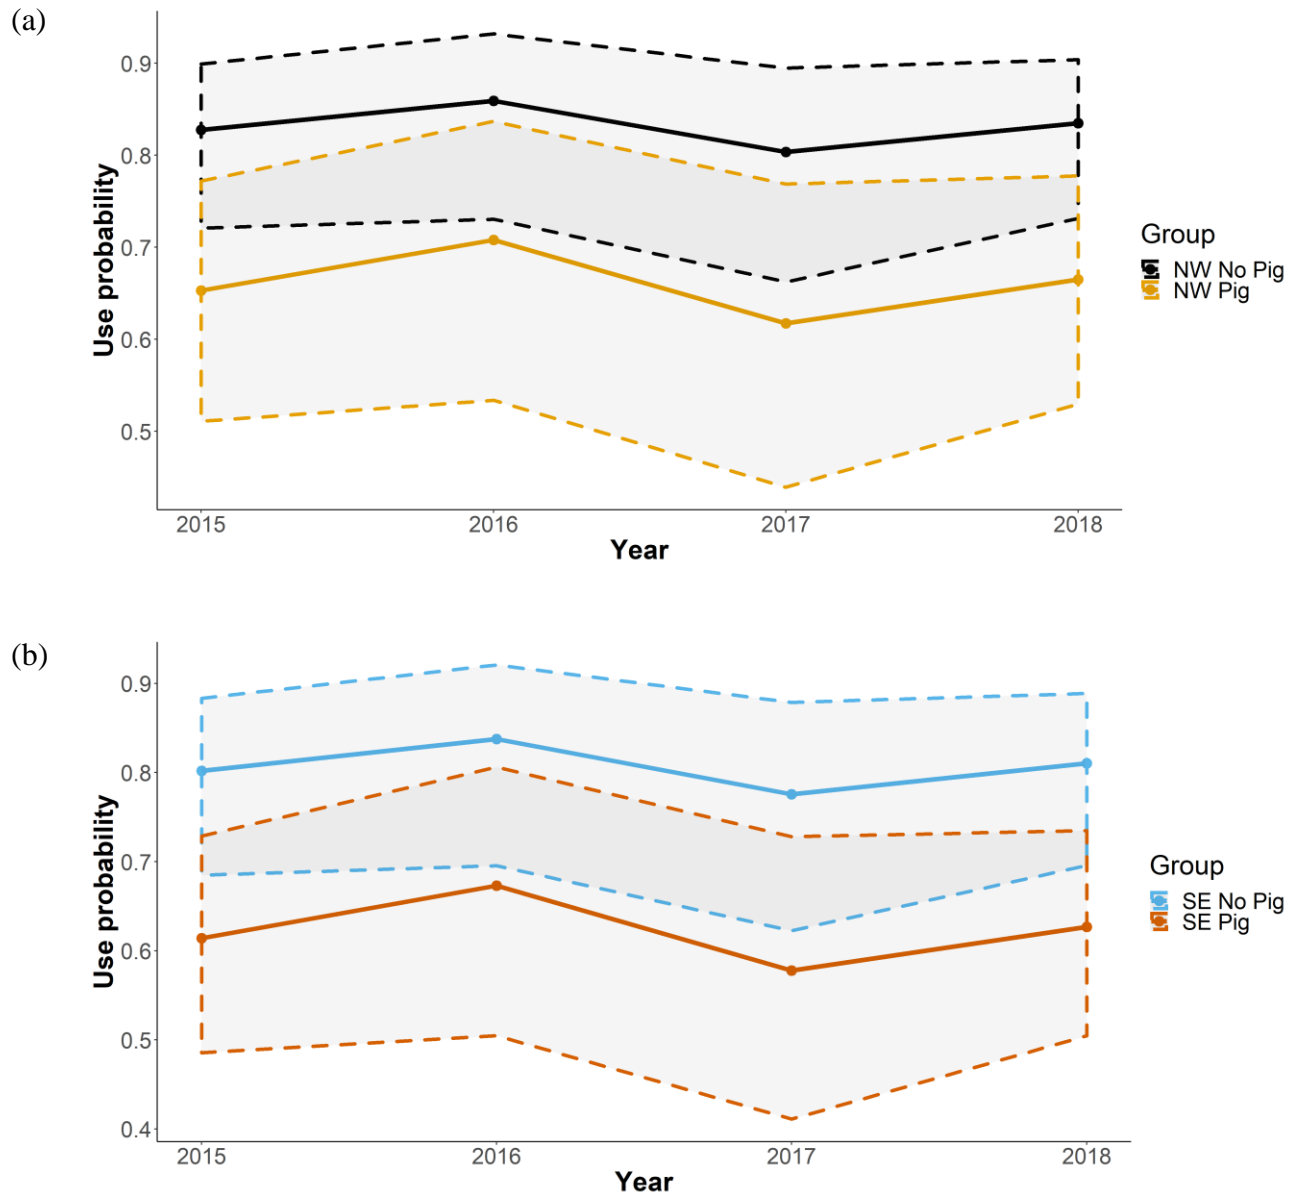 (a)
Use probability
0.9
0.8
0.7
0.6
0.5
2015 2016 2017 2018
Year
Group
NW No Pig
NW Pig
(b)
Use probability
0.9
0.8
0.7
0.6
0.5
0.4
2015 2016 2017 2018
Year
Group
SE No Pig
SE Pig